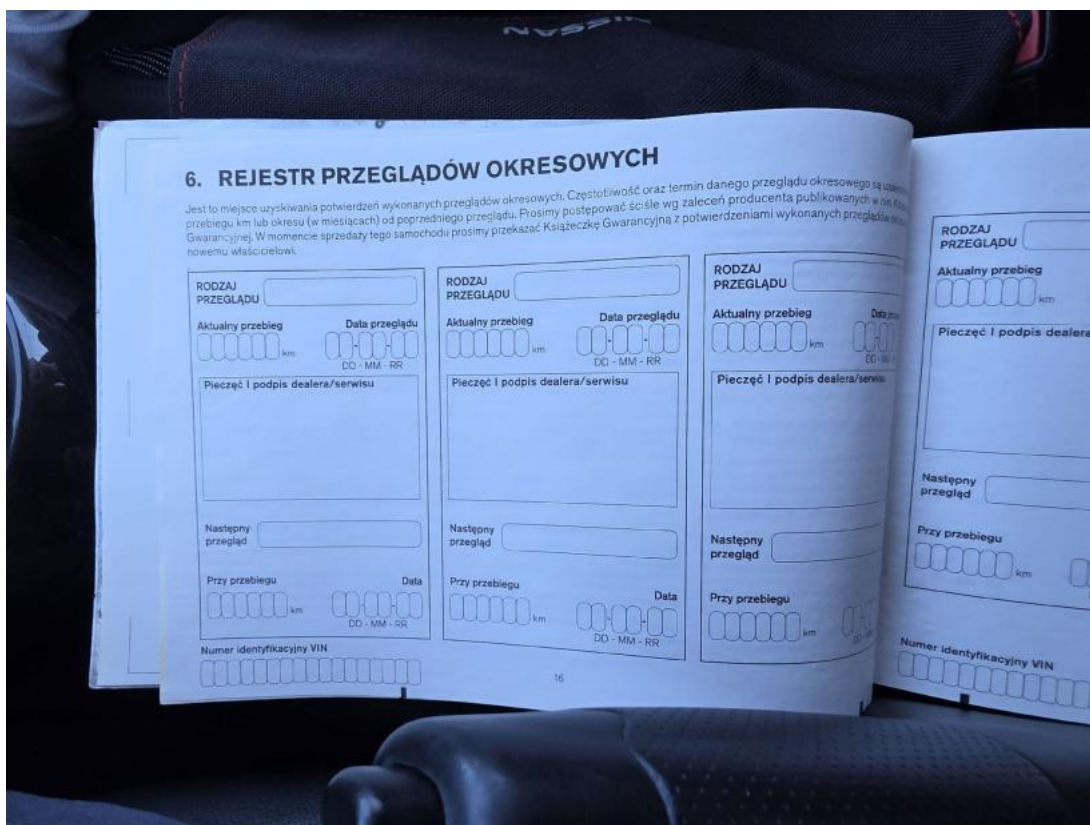 NISSAN
6. REJESTR PRZEGLĄDÓW OKRESOWYCH
Jest to miejsce uzyskiwania potwierdzeń wykonanych przeglądów okresowych. Częstotliwość oraz termin danego przeglądu okresowego są
przebiegu km lub okresu (w miesiącach) od poprzedniego przeglądu. Prosimy postępować ściśle wg zaleceń producenta publikowanych w
Gwarancyjnej. W momencie sprzedaży tego samochodu prosimy przekazać Książeczkę Gwarancyjną z potwierdzeniami wykonanych przeglądów
nowemu właścicielowi.
RODZAJ
PRZEGLĄDU
Aktualny przebieg Data przeglądu
km
DD - MM - RR
Pieczęć I podpis dealera/serwisu
Następny
przegląd
Przy przebiegu Data
km
DD - MM - RR
Numer identyfikacyjny VIN
RODZAJ
PRZEGLĄDU
Aktualny przebieg Data przeglądu
km
DD - MM - RR
Pieczęć I podpis dealera/serwisu
Następny
przegląd
Przy przebiegu Data
km
DD - MM - RR
16
RODZAJ
PRZEGLĄDU
Aktualny przebieg Data
km
DD - M
Pieczęć I podpis dealera/serwisu
Następny
przegląd
Przy przebiegu
km
RODZAJ
PRZEGLĄDU
Aktualny przebieg
km
Pieczęć I podpis dealera
Następny
przegląd
Przy przebiegu
km
Numer identyfikacyjny VIN